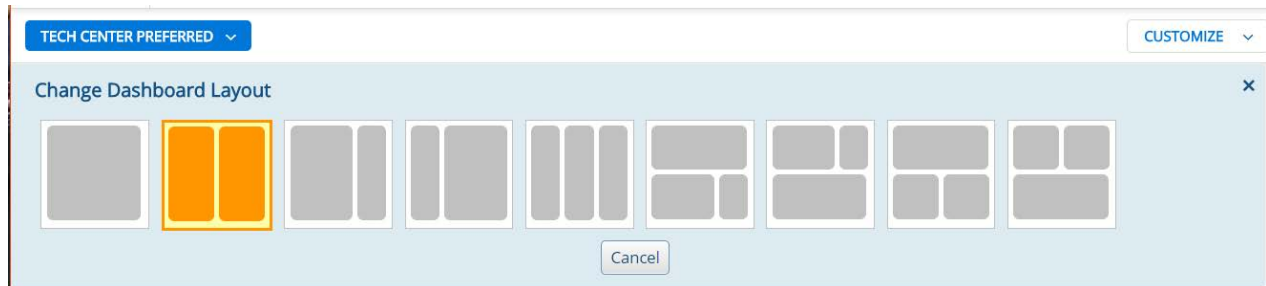 TECH CENTER PREFERRED
CUSTOMIZE
Change Dashboard Layout
Cancel